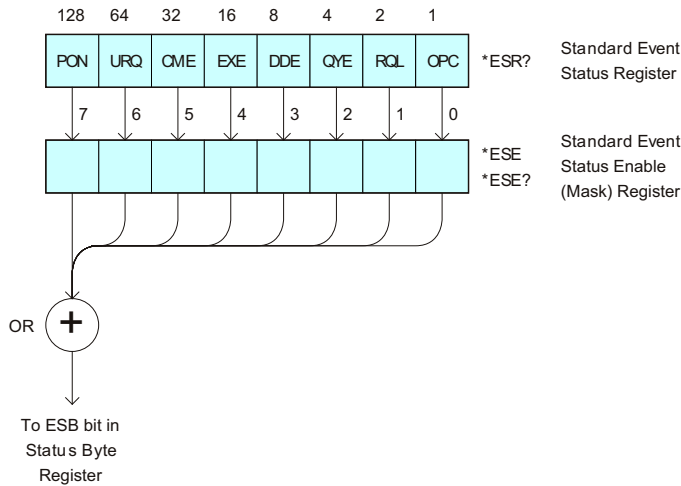 128 64 32 16 8 4 2 1
PON URQ CME EXE DDE QYE RQL OPC
*ESR?
Standard Event
Status Register
7 6 5 4 3 2 1 0
*ESE
*ESE?
Standard Event
Status Enable
(Mask) Register
OR
+
To ESB bit in
Status Byte
Register